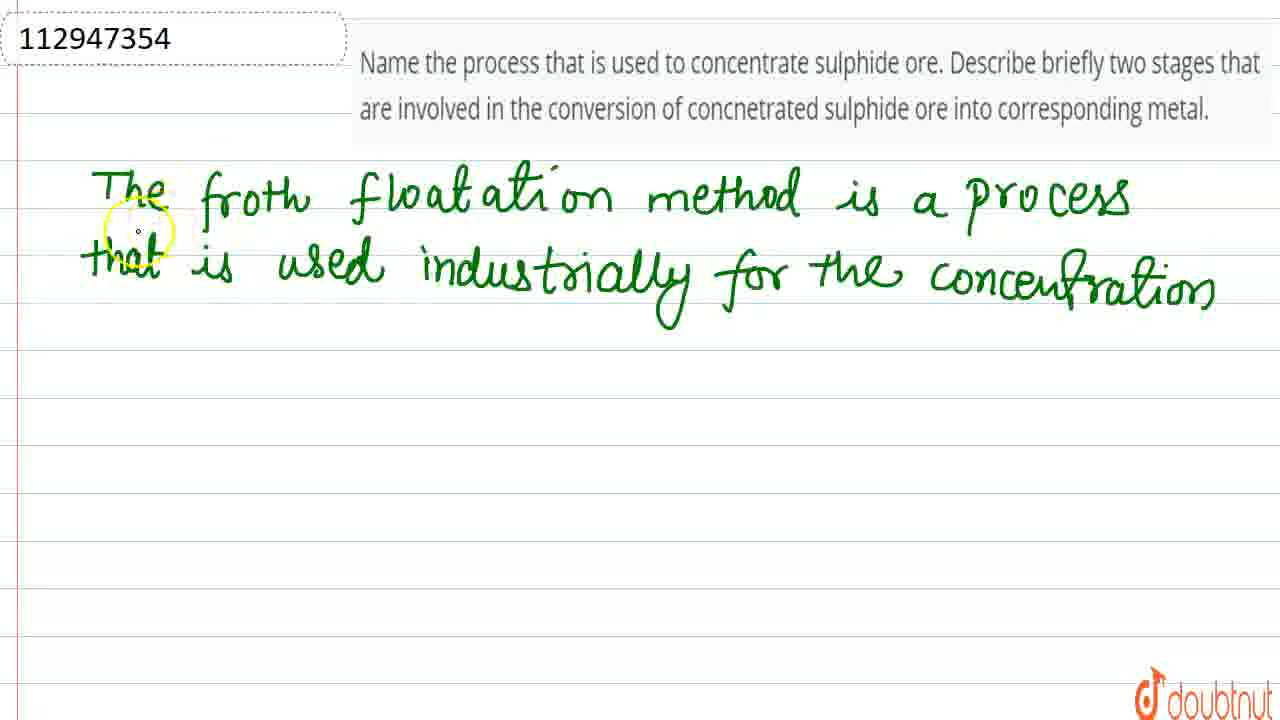 112947354
Name the process that is used to concentrate sulphide ore. Describe briefly two stages that
are involved in the conversion of concnetrated sulphide ore into corresponding metal.
The froth floatation method is a process
that is used industrially for the concentration
doubtnut